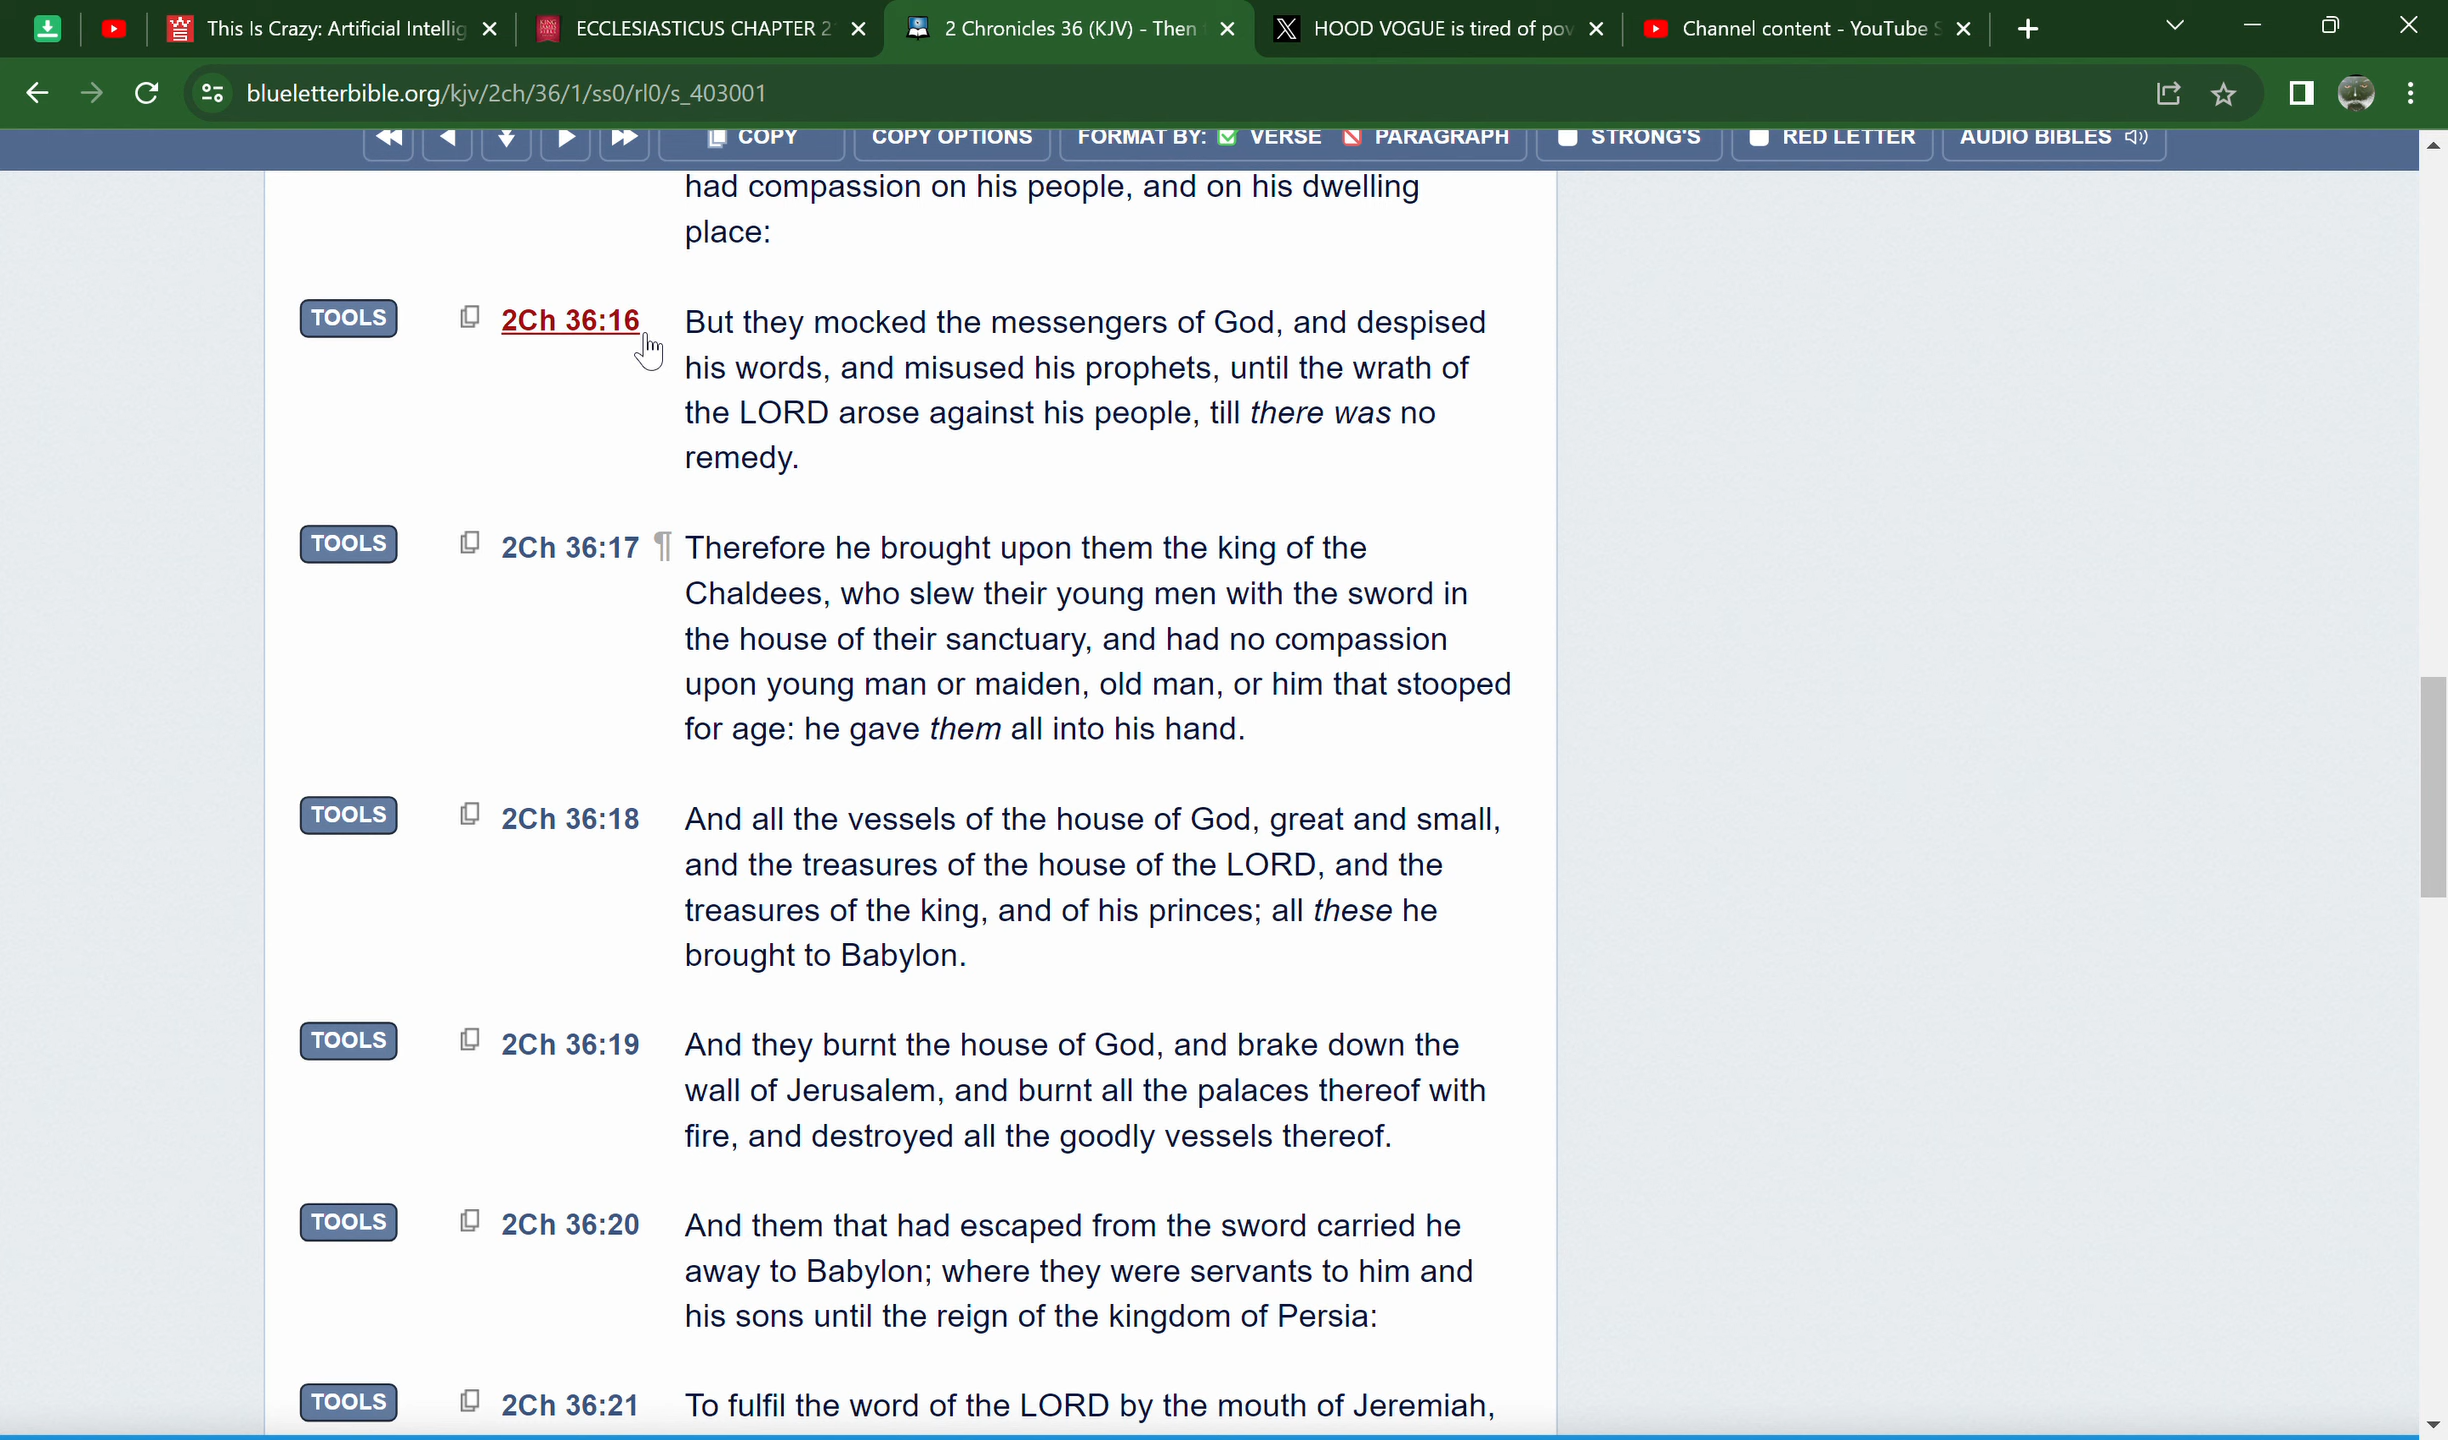 This Is Crazy: Artificial Intellig
ECCLESIASTICUS CHAPTER 2
2 Chronicles 36 (KJV) - Then
HOOD VOGUE is tired of pov
Channel content - YouTube S
blueletterbible.org/kjv/2ch/36/1/ss0/rl0/s_403001
COPY COPY OPTIONS FORMAT BY: VERSE PARAGRAPH STRONG'S RED LETTER AUDIO BIBLES
had compassion on his people, and on his dwelling
place:
TOOLS 2Ch 36:16 But they mocked the messengers of God, and despised
his words, and misused his prophets, until the wrath of
the LORD arose against his people, till there was no
remedy.
TOOLS 2Ch 36:17 ¶ Therefore he brought upon them the king of the
Chaldees, who slew their young men with the sword in
the house of their sanctuary, and had no compassion
upon young man or maiden, old man, or him that stooped
for age: he gave them all into his hand.
TOOLS 2Ch 36:18 And all the vessels of the house of God, great and small,
and the treasures of the house of the LORD, and the
treasures of the king, and of his princes; all these he
brought to Babylon.
TOOLS 2Ch 36:19 And they burnt the house of God, and brake down the
wall of Jerusalem, and burnt all the palaces thereof with
fire, and destroyed all the goodly vessels thereof.
TOOLS 2Ch 36:20 And them that had escaped from the sword carried he
away to Babylon; where they were servants to him and
his sons until the reign of the kingdom of Persia:
TOOLS 2Ch 36:21 To fulfil the word of the LORD by the mouth of Jeremiah,